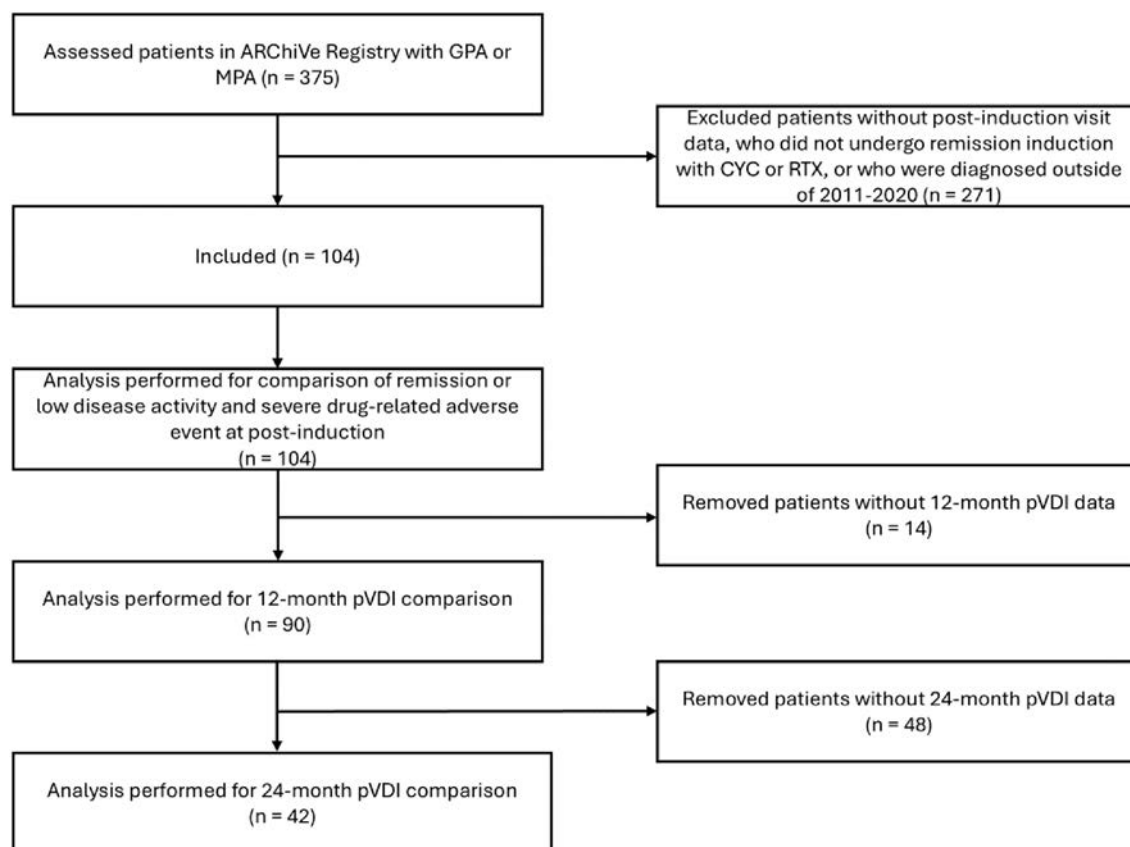 Assessed patients in ARChiVe Registry with GPA or
MPA (n = 375)
Excluded patients without post-induction visit
data, who did not undergo remission induction
with CYC or RTX, or who were diagnosed outside
of 2011-2020 (n = 271)
Included (n = 104)
Analysis performed for comparison of remission or
low disease activity and severe drug-related adverse
event at post-induction
(n = 104)
Removed patients without 12-month pVDI data
(n = 14)
Analysis performed for 12-month pVDI comparison
(n = 90)
Removed patients without 24-month pVDI data
(n = 48)
Analysis performed for 24-month pVDI comparison
(n = 42)